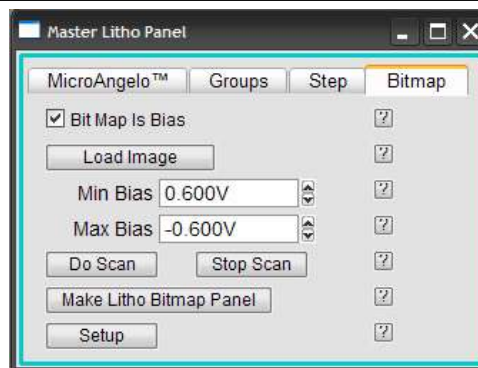 Master Litho Panel
MicroAngelo™ Groups Step Bitmap
Bit Map Is Bias ?
Load Image ?
Min Bias 0.600V ?
Max Bias -0.600V ?
Do Scan Stop Scan ?
Make Litho Bitmap Panel ?
Setup ?